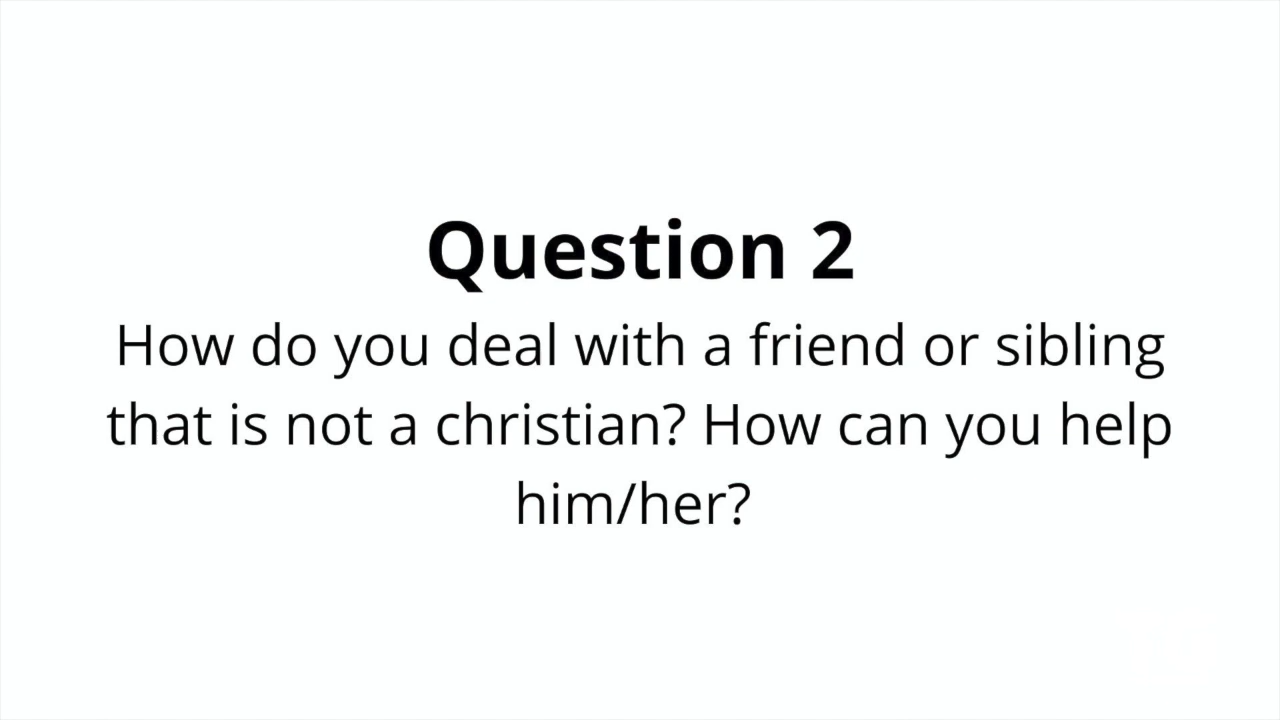 Question 2
How do you deal with a friend or sibling
that is not a christian? How can you help
him/her?